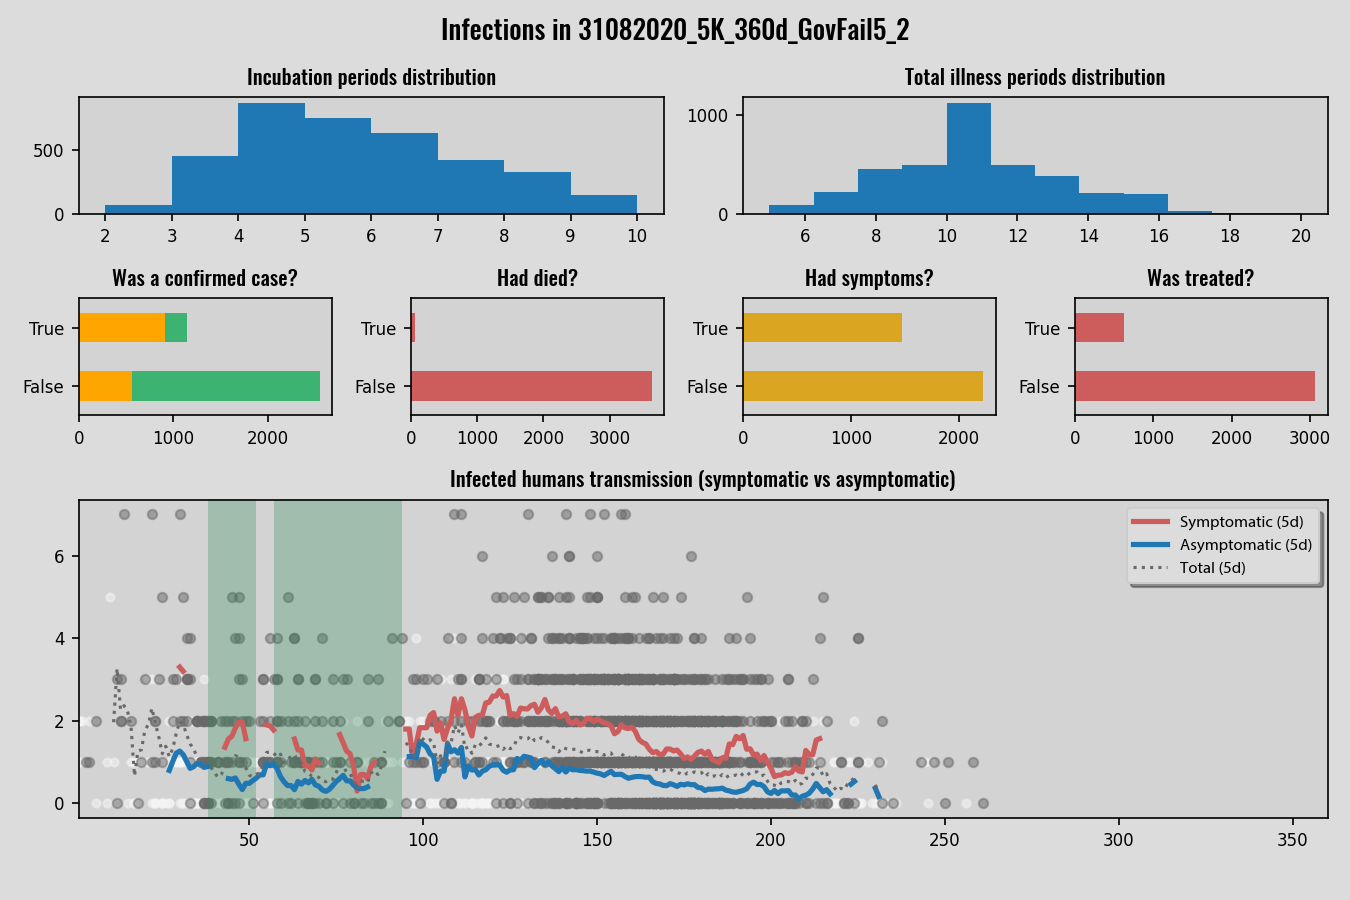 Infections in 31082020_5K_360d_GovFail5_2
Incubation periods distribution
Total illness periods distribution
500
0
2 3 4 5 6 7 8 9 10
1000
0
6 8 10 12 14 16 18 20
Was a confirmed case?
Had died?
Had symptoms?
Was treated?
True
False
0 1000 2000
True
False
0 1000 2000 3000
True
False
0 1000 2000
True
False
0 1000 2000 3000
Infected humans transmission (symptomatic vs asymptomatic)
Symptomatic (5d)
Asymptomatic (5d)
Total (5d)
6
4
2
0
50 100 150 200 250 300 350